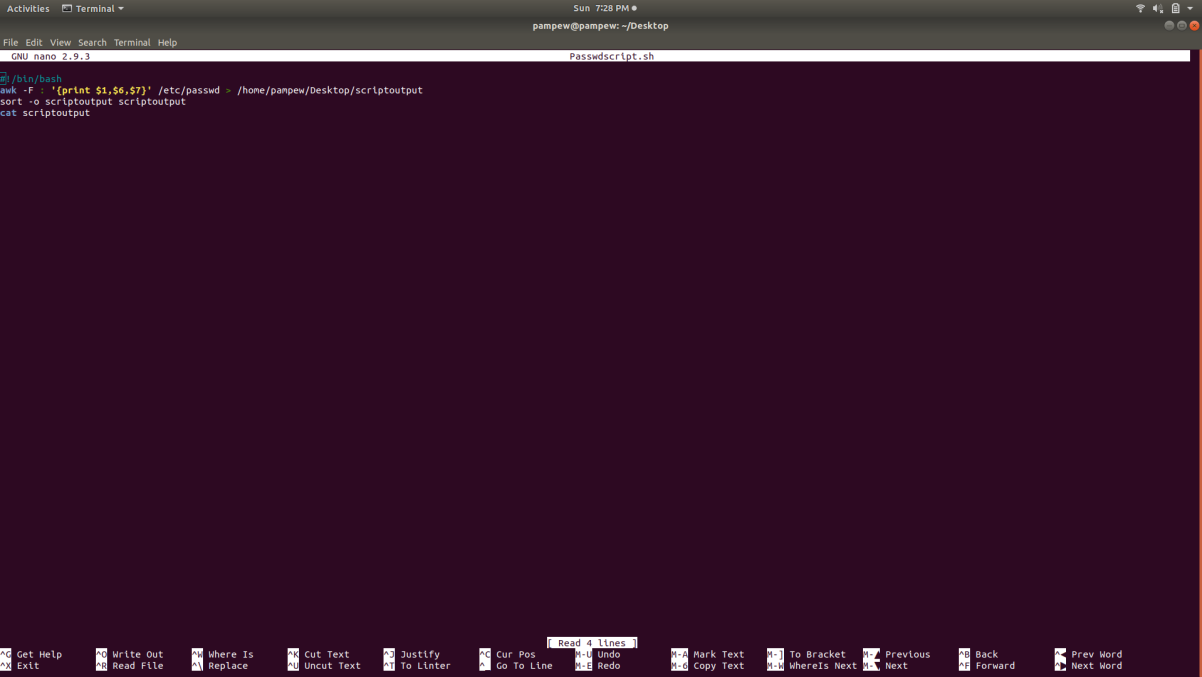 Activities Terminal Sun 7:28 PM
pampew@pampew: ~/Desktop
File Edit View Search Terminal Help
GNU nano 2.9.3 Passwdscript.sh
#!/bin/bash
awk -F : '{print $1,$6,$7}' /etc/passwd > /home/pampew/Desktop/scriptoutput
sort -o scriptoutput scriptoutput
cat scriptoutput
[ Read 4 lines ]
^G Get Help ^O Write Out ^W Where Is ^K Cut Text ^J Justify ^C Cur Pos M-U Undo M-A Mark Text M-] To Bracket M-▲ Previous ^B Back ^◀ Prev Word
^X Exit ^R Read File ^\ Replace ^U Uncut Text ^T To Linter ^_ Go To Line M-E Redo M-6 Copy Text M-W WhereIs Next M-▼ Next ^F Forward ^▶ Next Word